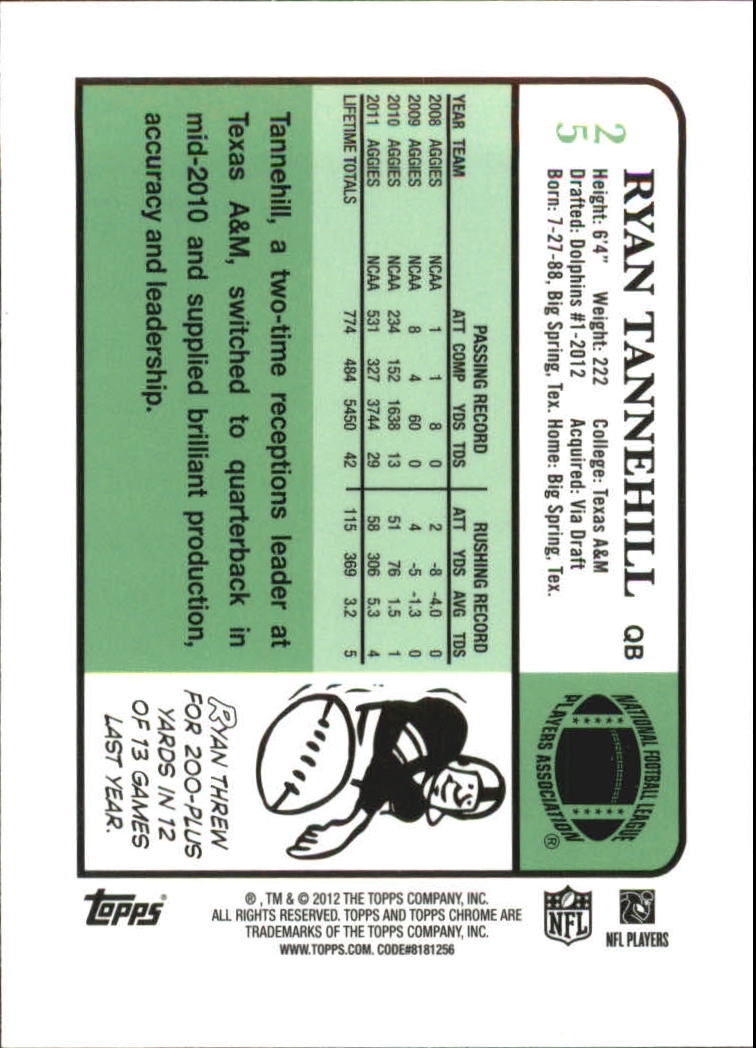 2
5
RYAN TANNEHILL QB
Height: 6'4" Weight: 222 College: Texas A&M
Drafted: Dolphins #1-2012 Acquired: Via Draft
Born: 7-27-88, Big Spring, Tex. Home: Big Spring, Tex.
NATIONAL FOOTBALL LEAGUE
PLAYERS ASSOCIATION
®
PASSING RECORD RUSHING RECORD
YEAR TEAM ATT COMP YDS TDS ATT YDS AVG TDS
2008 AGGIES NCAA 1 1 8 0 2 -8 -4.0 0
2009 AGGIES NCAA 8 4 60 0 4 -5 -1.3 0
2010 AGGIES NCAA 234 152 1638 13 51 76 1.5 1
2011 AGGIES NCAA 531 327 3744 29 58 306 5.3 4
LIFETIME TOTALS 774 484 5450 42 115 369 3.2 5
Tannehill, a two-time receptions leader at
Texas A&M, switched to quarterback in
mid-2010 and supplied brilliant production,
accuracy and leadership.
RYAN THREW
FOR 200-PLUS
YARDS IN 12
OF 13 GAMES
LAST YEAR.
topps
®, TM & © 2012 THE TOPPS COMPANY, INC.
ALL RIGHTS RESERVED. TOPPS AND TOPPS CHROME ARE
TRADEMARKS OF THE TOPPS COMPANY, INC.
WWW.TOPPS.COM. CODE#8181256
NFL
NFL PLAYERS